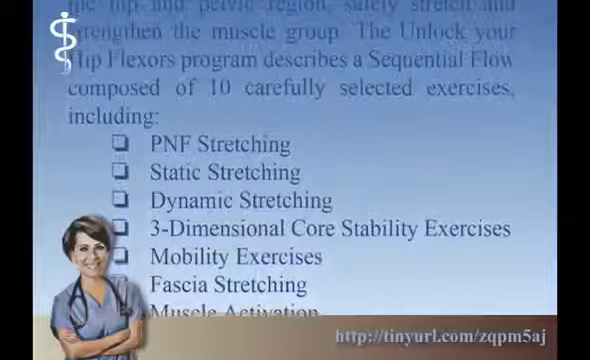 the hip and pelvic region, safely stretch and
strengthen the muscle group. The Unlock your
Hip Flexors program describes a Sequential Flow
composed of 10 carefully selected exercises,
including:
❑ PNF Stretching
❑ Static Stretching
❑ Dynamic Stretching
❑ 3-Dimensional Core Stability Exercises
❑ Mobility Exercises
❑ Fascia Stretching
Muscle Activation
http://tinyurl.com/zqpm5aj